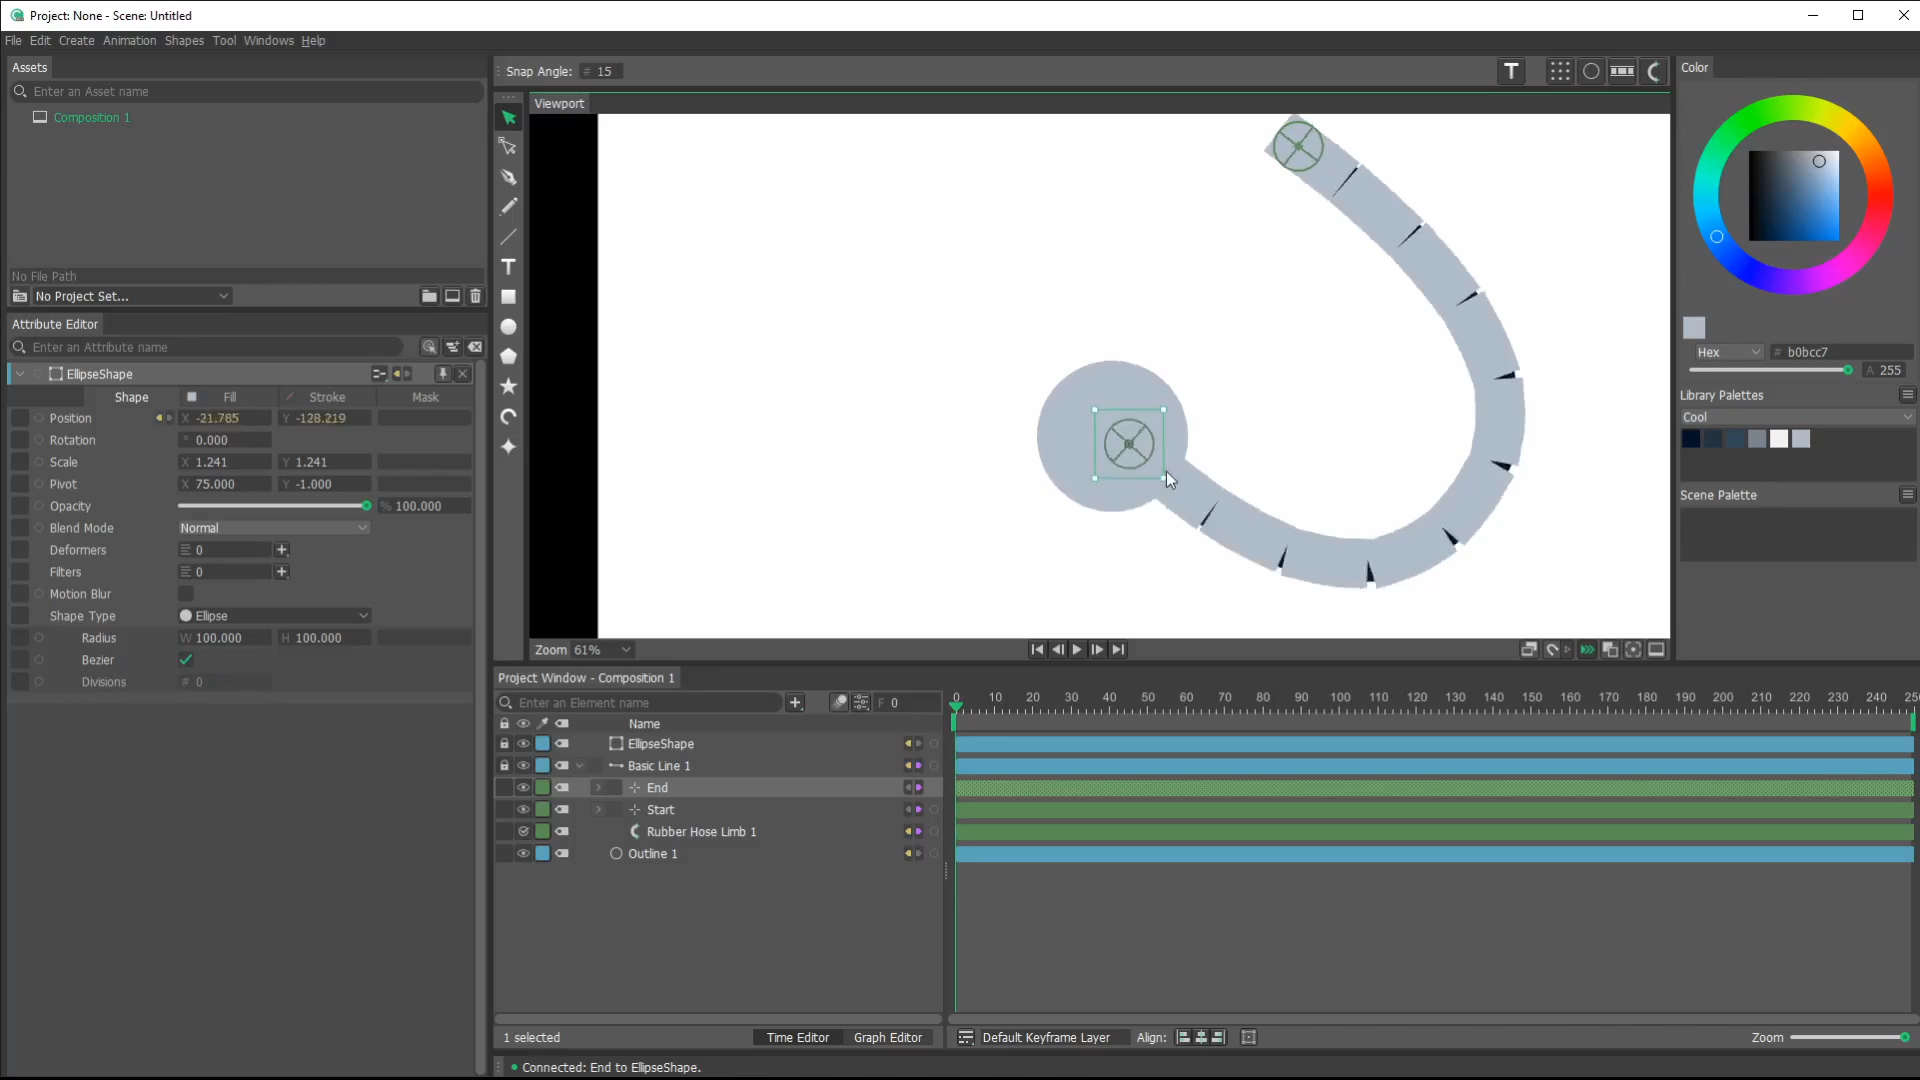 Project: None - Scene: Untitled
File Edit Create Animation Shapes Tool Windows Help
Assets
Enter an Asset name
Composition 1
No File Path
No Project Set...
Attribute Editor
Enter an Attribute name
EllipseShape
Shape Fill Stroke Mask
Position X -21.785 Y -128.219
Rotation ° 0.000
Scale X 1.241 Y 1.241
Pivot X 75.000 Y -1.000
Opacity % 100.000
Blend Mode Normal
Deformers 0
Filters 0
Motion Blur
Shape Type Ellipse
Radius W 100.000 H 100.000
Bezier
Divisions # 0
Snap Angle: # 15
Viewport
Zoom 61%
Color
Hex # b0bcc7
A 255
Library Palettes
Cool
Scene Palette
Project Window - Composition 1
Enter an Element name F 0
Name
EllipseShape
Basic Line 1
End
Start
Rubber Hose Limb 1
Outline 1
0 10 20 30 40 50 60 70 80 90 100 110 120 130 140 150 160 170 180 190 200 210 220 230 240 250
1 selected
Time Editor Graph Editor
Default Keyframe Layer Align: Zoom
Connected: End to EllipseShape.